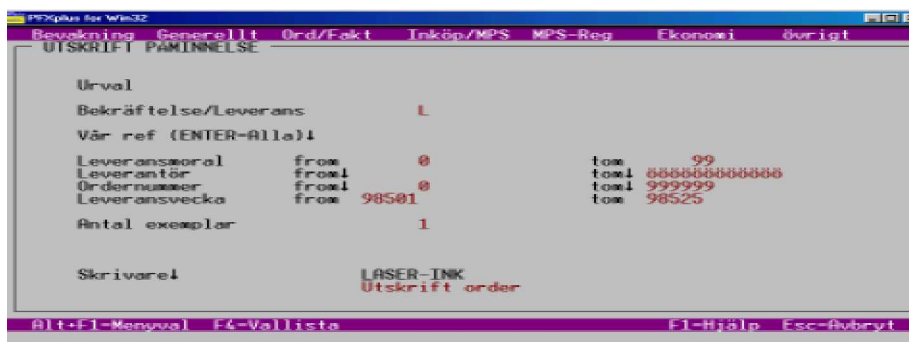 PFXplus for Win32
Bevakning Generellt Ord/Fakt Inköp/MPS MPS-Reg Ekonomi övrigt
UTSKRIFT PÅMINNELSE
Urval
Bekräftelse/Leverans L
Vår ref (ENTER-Alla)↓
Leveransmoral from 0 tom 99
Leverantör from↓ tom↓ öööööööööööö
Ordernummer from↓ 0 tom↓ 999999
Leveransvecka from 98501 tom 98525
Antal exemplar 1
Skrivare↓ LASER-INK
Utskrift order
Alt+F1-Menyval F4-Vallista F1-Hjälp Esc-Avbryt